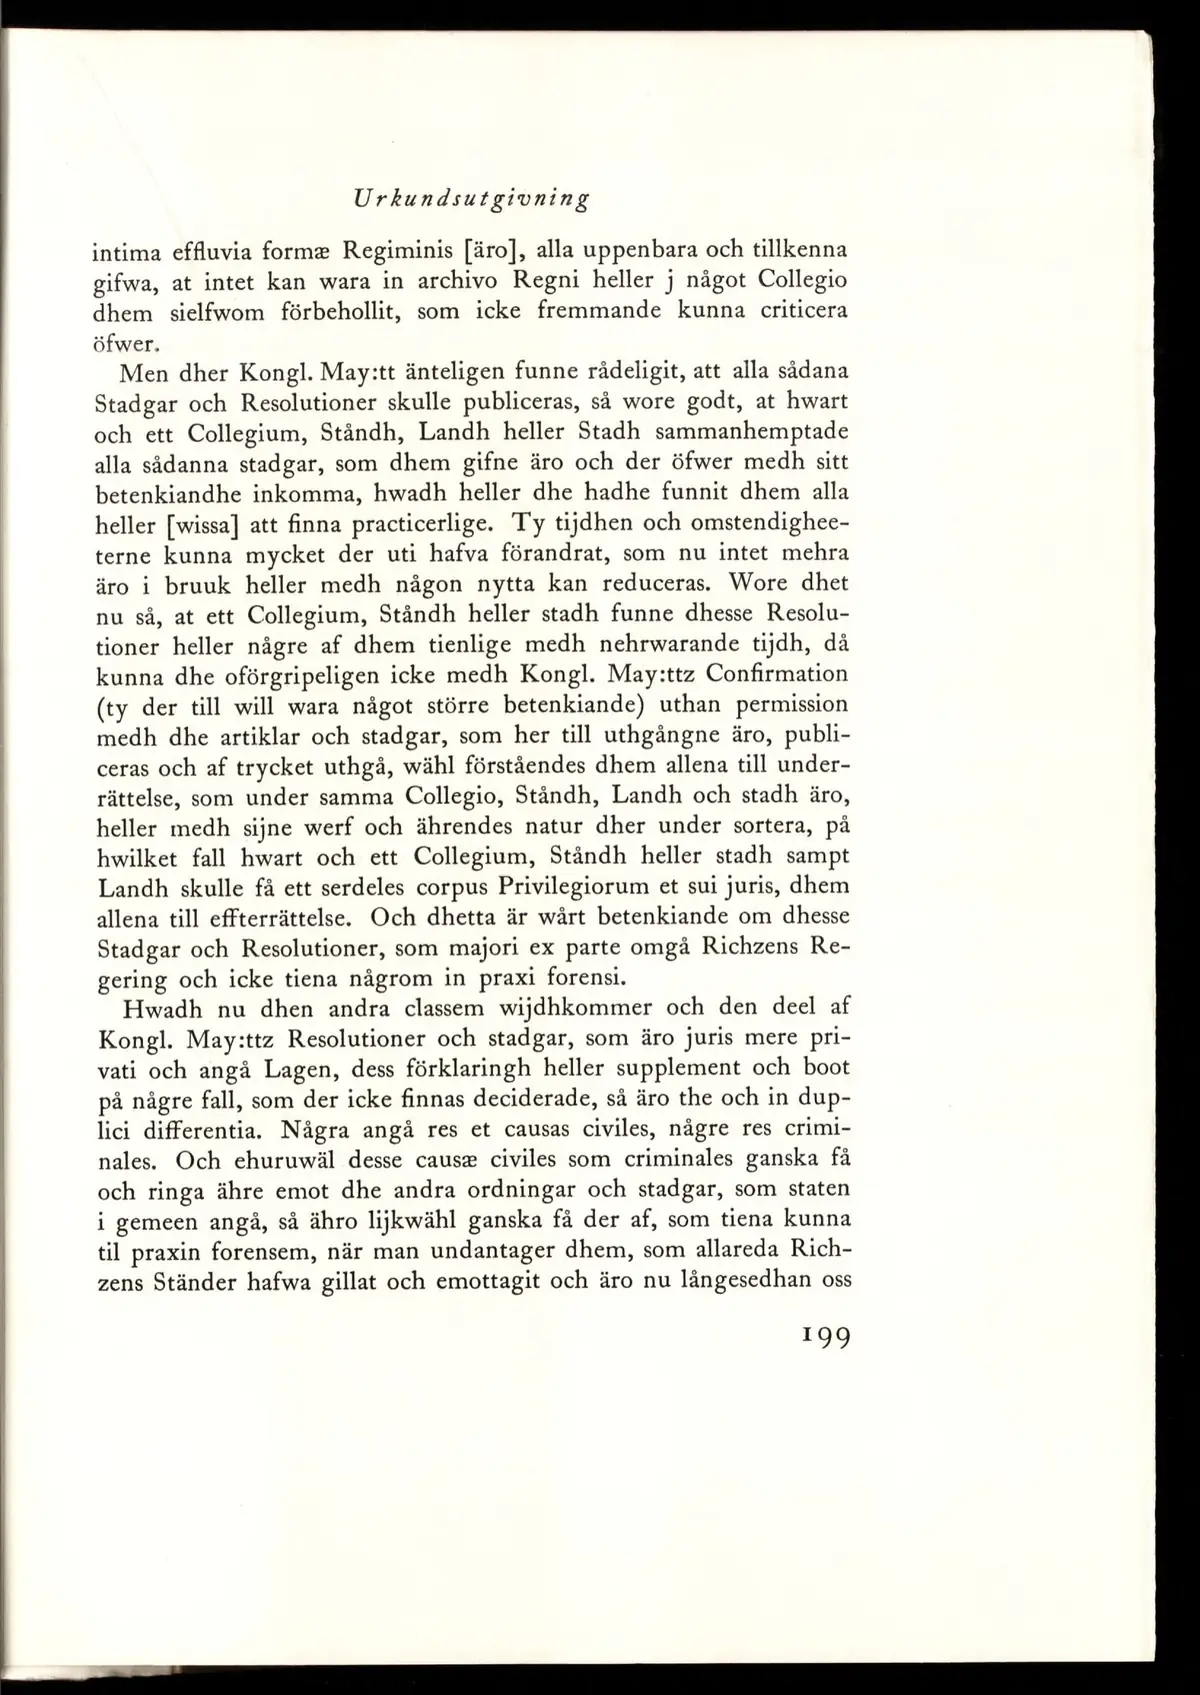 Urkundsutgivning
intima effluvia formæ Regiminis [äro], alla uppenbara och tillkenna
gifwa, at intet kan wara in archivo Regni heller j något Collegio
dhem sielfwom förbehollit, som icke fremmande kunna criticera
öfwer.
Men dher Kongl. May:tt änteligen funne rådeligit, att alla sådana
Stadgar och Resolutioner skulle publiceras, så wore godt, at hwart
och ett Collegium, Ståndh, Landh heller Stadh sammanhemptade
alla sådanna stadgar, som dhem gifne äro och der öfwer medh sitt
betenkiandhe inkomma, hwadh heller dhe hadhe funnit dhem alla
heller [wissa] att finna practicerlige. Ty tijdhen och omstendighee-
terne kunna mycket der uti hafva förandrat, som nu intet mehra
äro i bruuk heller medh någon nytta kan reduceras. Wore dhet
nu så, at ett Collegium, Ståndh heller stadh funne dhesse Resolu-
tioner heller någre af dhem tienlige medh nehrwarande tijdh, då
kunna dhe oförgripeligen icke medh Kongl. May:ttz Confirmation
(ty der till will wara något större betenkiande) uthan permission
medh dhe artiklar och stadgar, som her till uthgångne äro, publi-
ceras och af trycket uthgå, wähl förståendes dhem allena till under-
rättelse, som under samma Collegio, Ståndh, Landh och stadh äro,
heller medh sijne werf och ährendes natur dher under sortera, på
hwilket fall hwart och ett Collegium, Ståndh heller stadh sampt
Landh skulle få ett serdeles corpus Privilegiorum et sui juris, dhem
allena till effterrättelse. Och dhetta är wårt betenkiande om dhesse
Stadgar och Resolutioner, som majori ex parte omgå Richzens Re-
gering och icke tiena någrom in praxi forensi.
Hwadh nu dhen andra classem wijdhkommer och den deel af
Kongl. May:ttz Resolutioner och stadgar, som äro juris mere pri-
vati och angå Lagen, dess förklaringh heller supplement och boot
på någre fall, som der icke finnas deciderade, så äro the och in dup-
lici differentia. Några angå res et causas civiles, någre res crimi-
nales. Och ehuruwäl desse causæ civiles som criminales ganska få
och ringa ähre emot dhe andra ordningar och stadgar, som staten
i gemeen angå, så ähro lijkwähl ganska få der af, som tiena kunna
til praxin forensem, när man undantager dhem, som allareda Rich-
zens Ständer hafwa gillat och emottagit och äro nu långesedhan oss
199